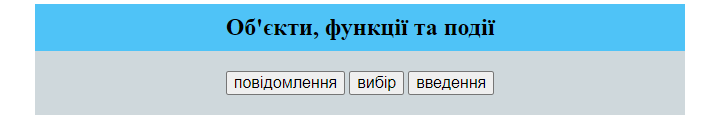 Об'єкти, функції та події
повідомлення вибір введення